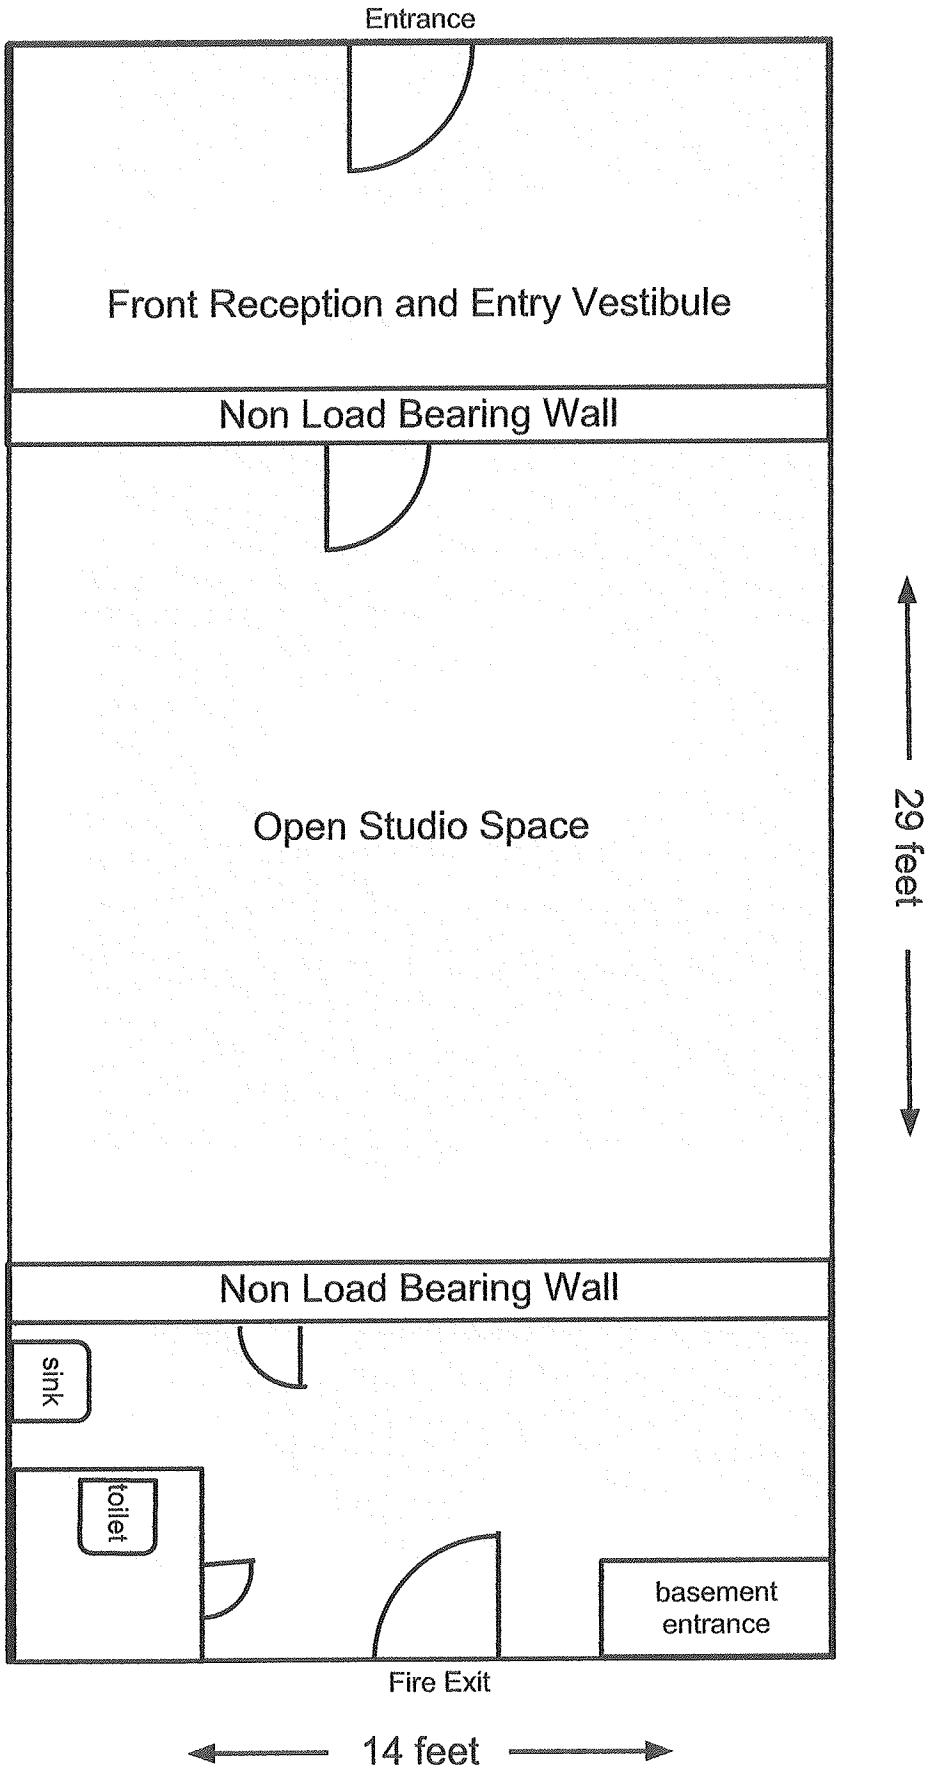 Entrance
Front Reception and Entry Vestibule
Non Load Bearing Wall
Open Studio Space
29 feet
Non Load Bearing Wall
sink
toilet
basement
entrance
Fire Exit
14 feet